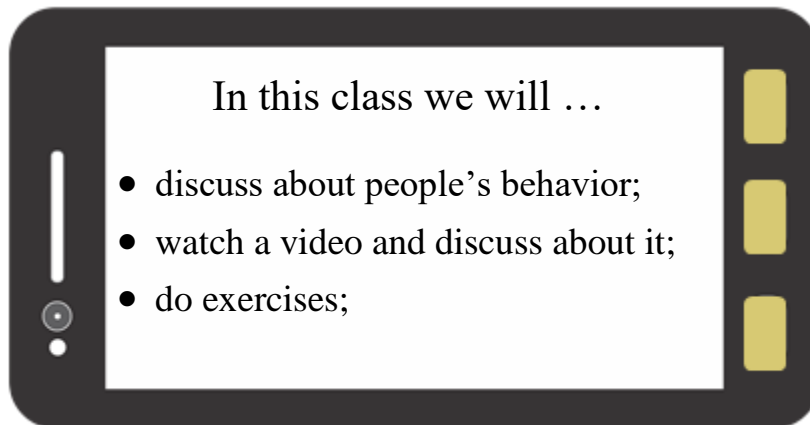 In this class we will …
• discuss about people’s behavior;
• watch a video and discuss about it;
• do exercises;